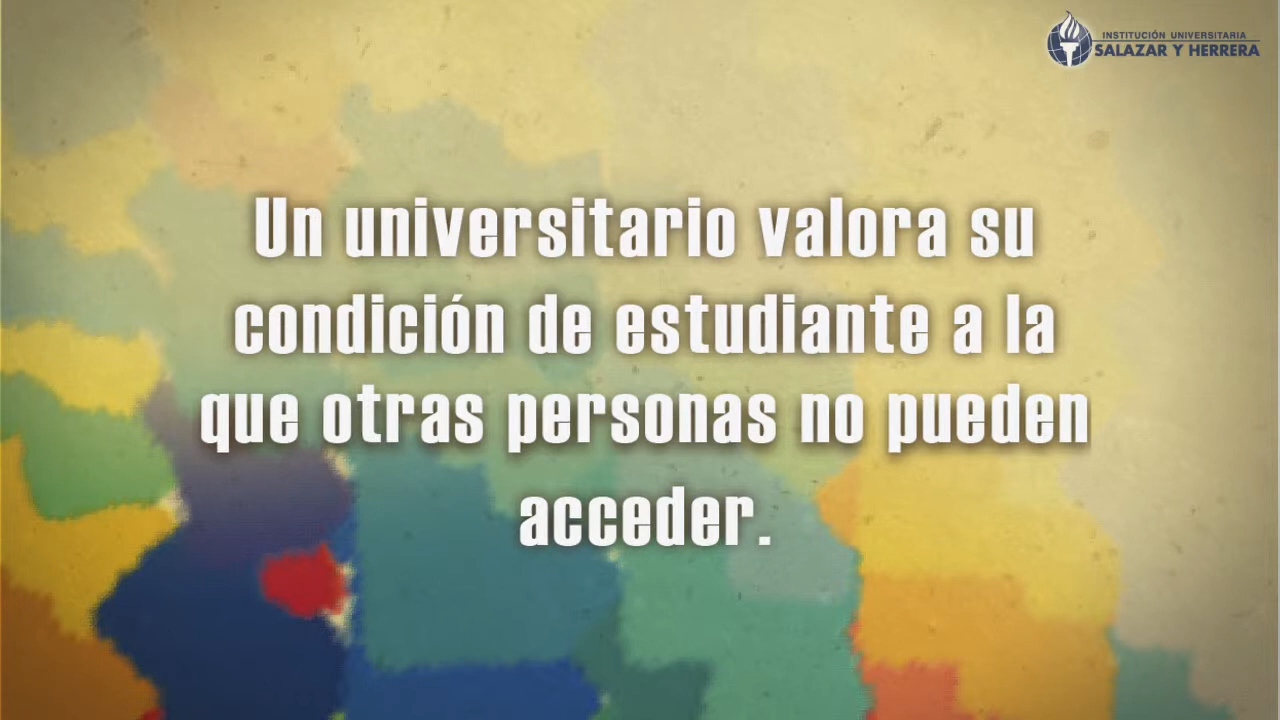 INSTITUCIÓN UNIVERSITARIA
SALAZAR Y HERRERA
Un universitario valora su
condición de estudiante a la
que otras personas no pueden
acceder.